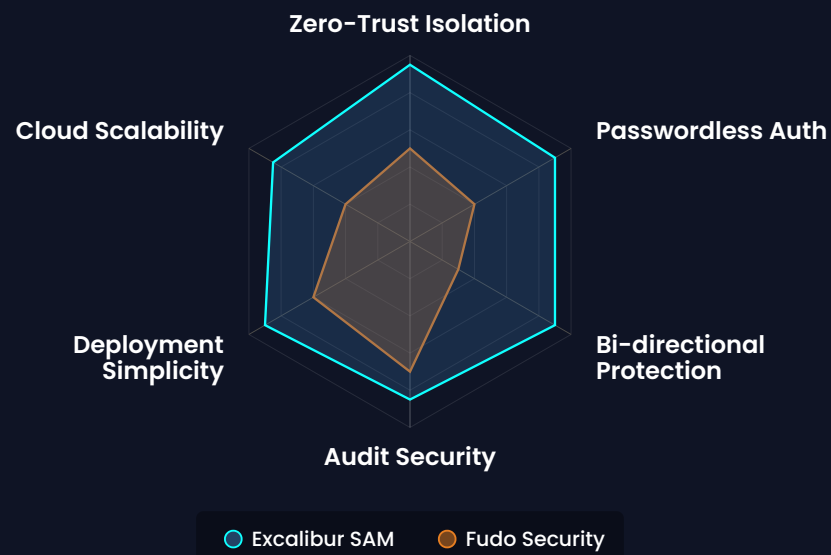 Zero-Trust Isolation
Cloud Scalability
Passwordless Auth
Deployment
Simplicity
Bi-directional
Protection
Audit Security
Excalibur SAM
Fudo Security